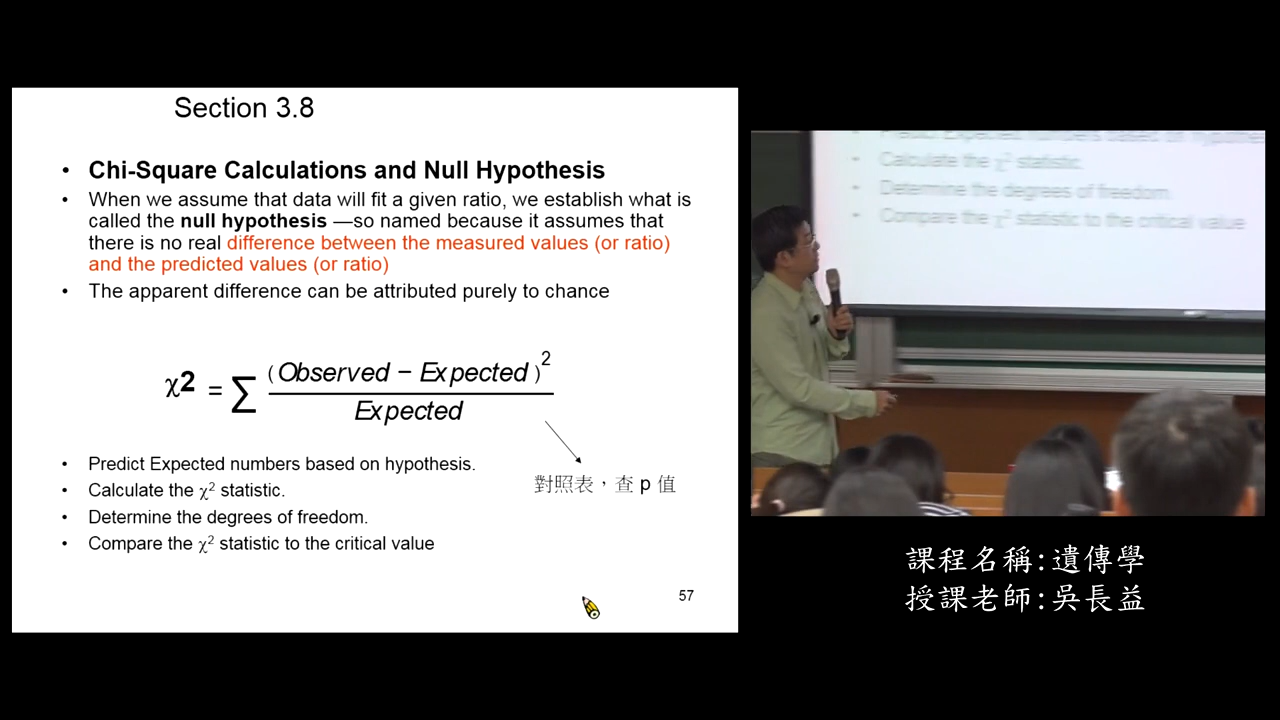 Section 3.8
• Chi-Square Calculations and Null Hypothesis
• When we assume that data will fit a given ratio, we establish what is
called the null hypothesis —so named because it assumes that
there is no real difference between the measured values (or ratio)
and the predicted values (or ratio)
• The apparent difference can be attributed purely to chance
χ2 = ∑ (Observed − Expected)²
Expected
• Predict Expected numbers based on hypothesis.
• Calculate the χ² statistic.
• Determine the degrees of freedom.
• Compare the χ² statistic to the critical value
對照表，查 p 值
57
• Calculate the χ² statistic.
• Determine the degrees of freedom.
• Compare the χ² statistic to the critical value
課程名稱:遺傳學
授課老師:吳長益